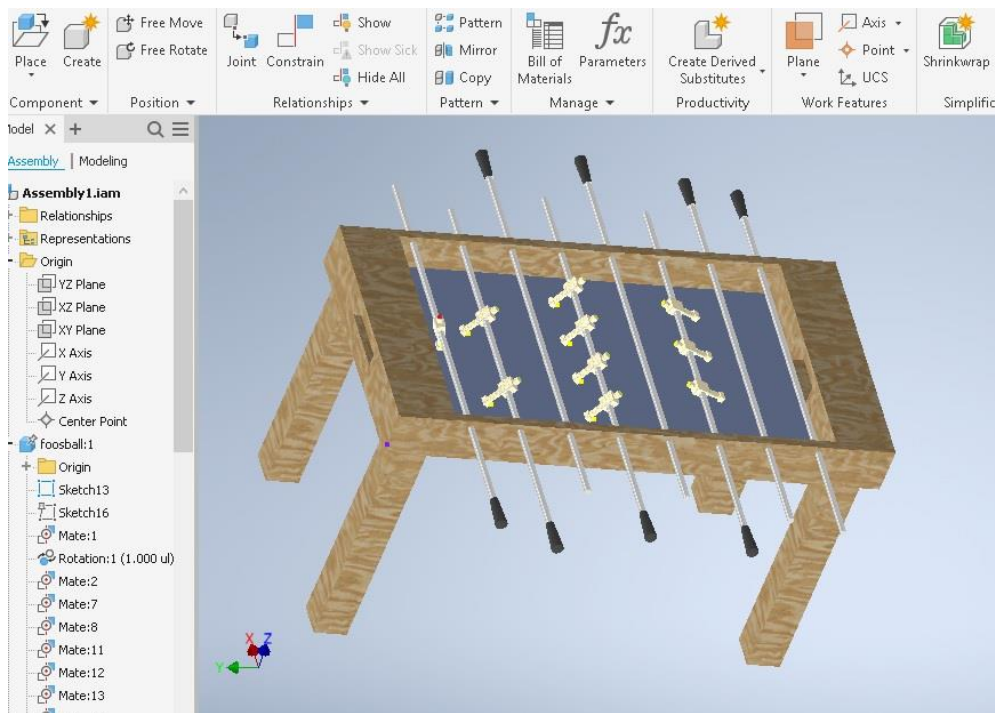 Free Move
Free Rotate
Place
Create
Component
Position
Joint
Constrain
Show
Show Sick
Hide All
Relationships
Pattern
Mirror
Copy
Pattern
Bill of
Materials
Parameters
fx
Manage
Create Derived
Substitutes
Productivity
Plane
Axis
Point
UCS
Work Features
Shrinkwrap
Assembly
Modeling
Assembly1.iam
Relationships
Representations
Origin
YZ Plane
XZ Plane
XY Plane
X Axis
Y Axis
Z Axis
Center Point
foosball:1
Origin
Sketch13
Sketch16
Mate:1
Rotation:1 (1.000 ul)
Mate:2
Mate:7
Mate:8
Mate:11
Mate:12
Mate:13
X
Z
Y